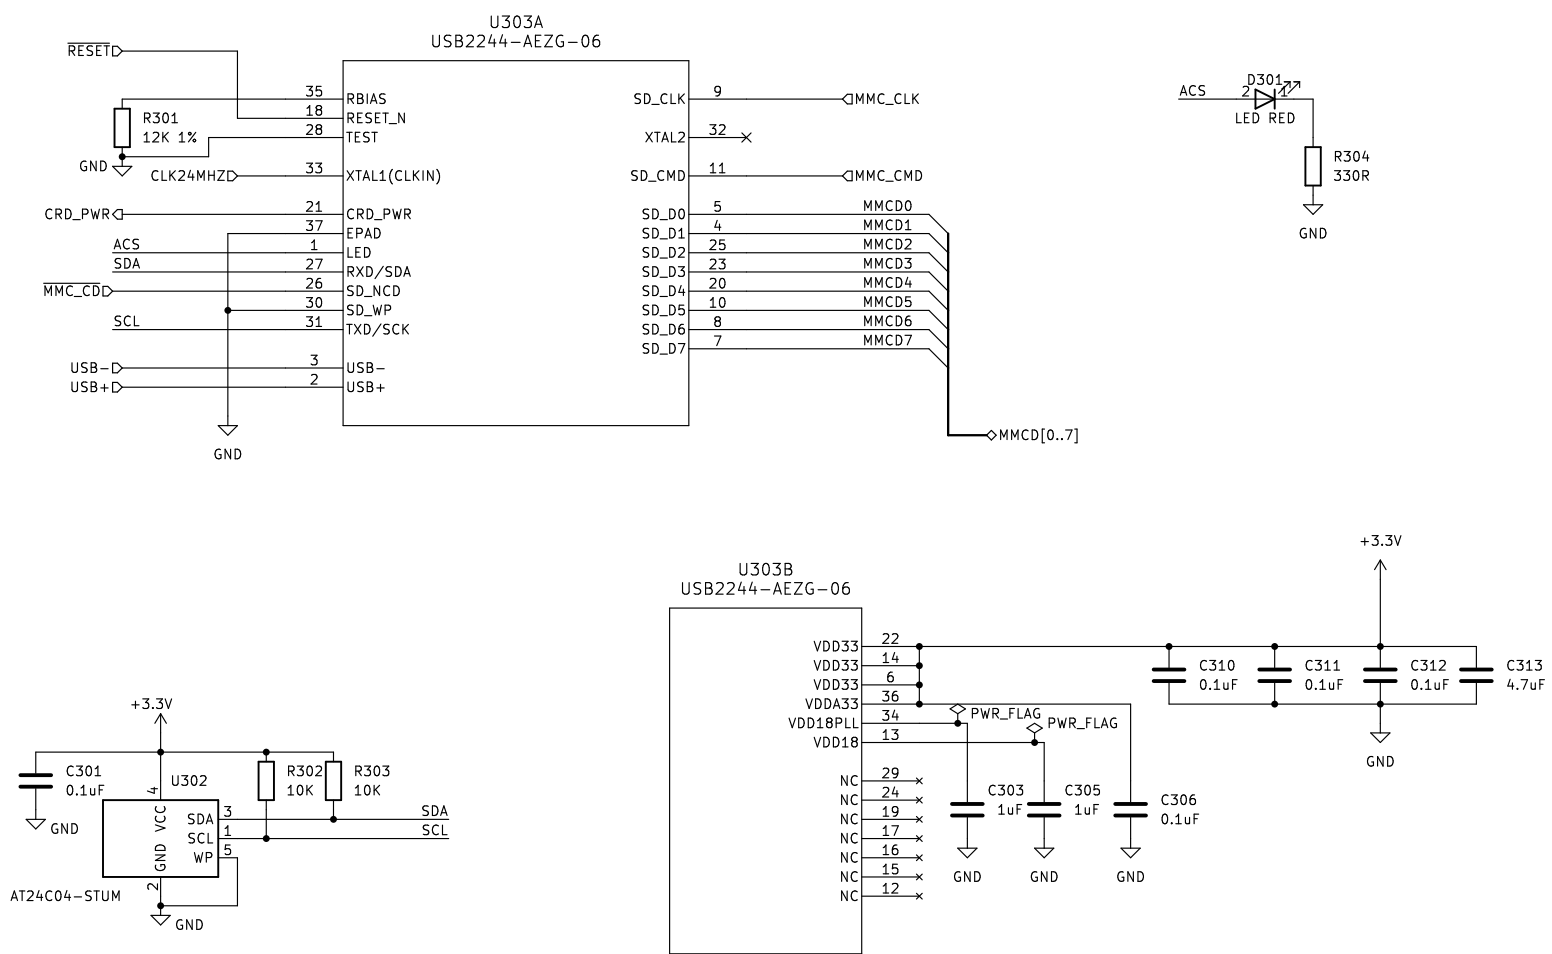 U303A
USB2244-AEZG-06
RESET
35 RBIAS
18 RESET_N
28 TEST
R301
12K 1%
GND
CLK24MHZ 33 XTAL1(CLKIN)
CRD_PWR 21 CRD_PWR
37 EPAD
ACS 1 LED
SDA 27 RXD/SDA
MMC_CD 26 SD_NCD
30 SD_WP
SCL 31 TXD/SCK
USB- 3 USB-
USB+ 2 USB+
GND
SD_CLK 9 MMC_CLK
XTAL2 32
SD_CMD 11 MMC_CMD
SD_D0 5 MMCD0
SD_D1 4 MMCD1
SD_D2 25 MMCD2
SD_D3 23 MMCD3
SD_D4 20 MMCD4
SD_D5 10 MMCD5
SD_D6 8 MMCD6
SD_D7 7 MMCD7
MMCD[0..7]
D301
ACS 2 1
LED RED
R304
330R
GND
+3.3V
C301
0.1uF
GND
U302
4 VCC
R302
10K
R303
10K
SDA 3 SDA
SCL 1 SCL
WP 5
GND 2
AT24C04-STUM
GND
U303B
USB2244-AEZG-06
VDD33 22
VDD33 14
VDD33 6
VDDA33 36
VDD18PLL 34 PWR_FLAG
VDD18 13 PWR_FLAG
NC 29
NC 24
NC 19
NC 17
NC 16
NC 15
NC 12
C303
1uF
GND
C305
1uF
GND
C306
0.1uF
GND
+3.3V
C310
0.1uF
C311
0.1uF
C312
0.1uF
C313
4.7uF
GND